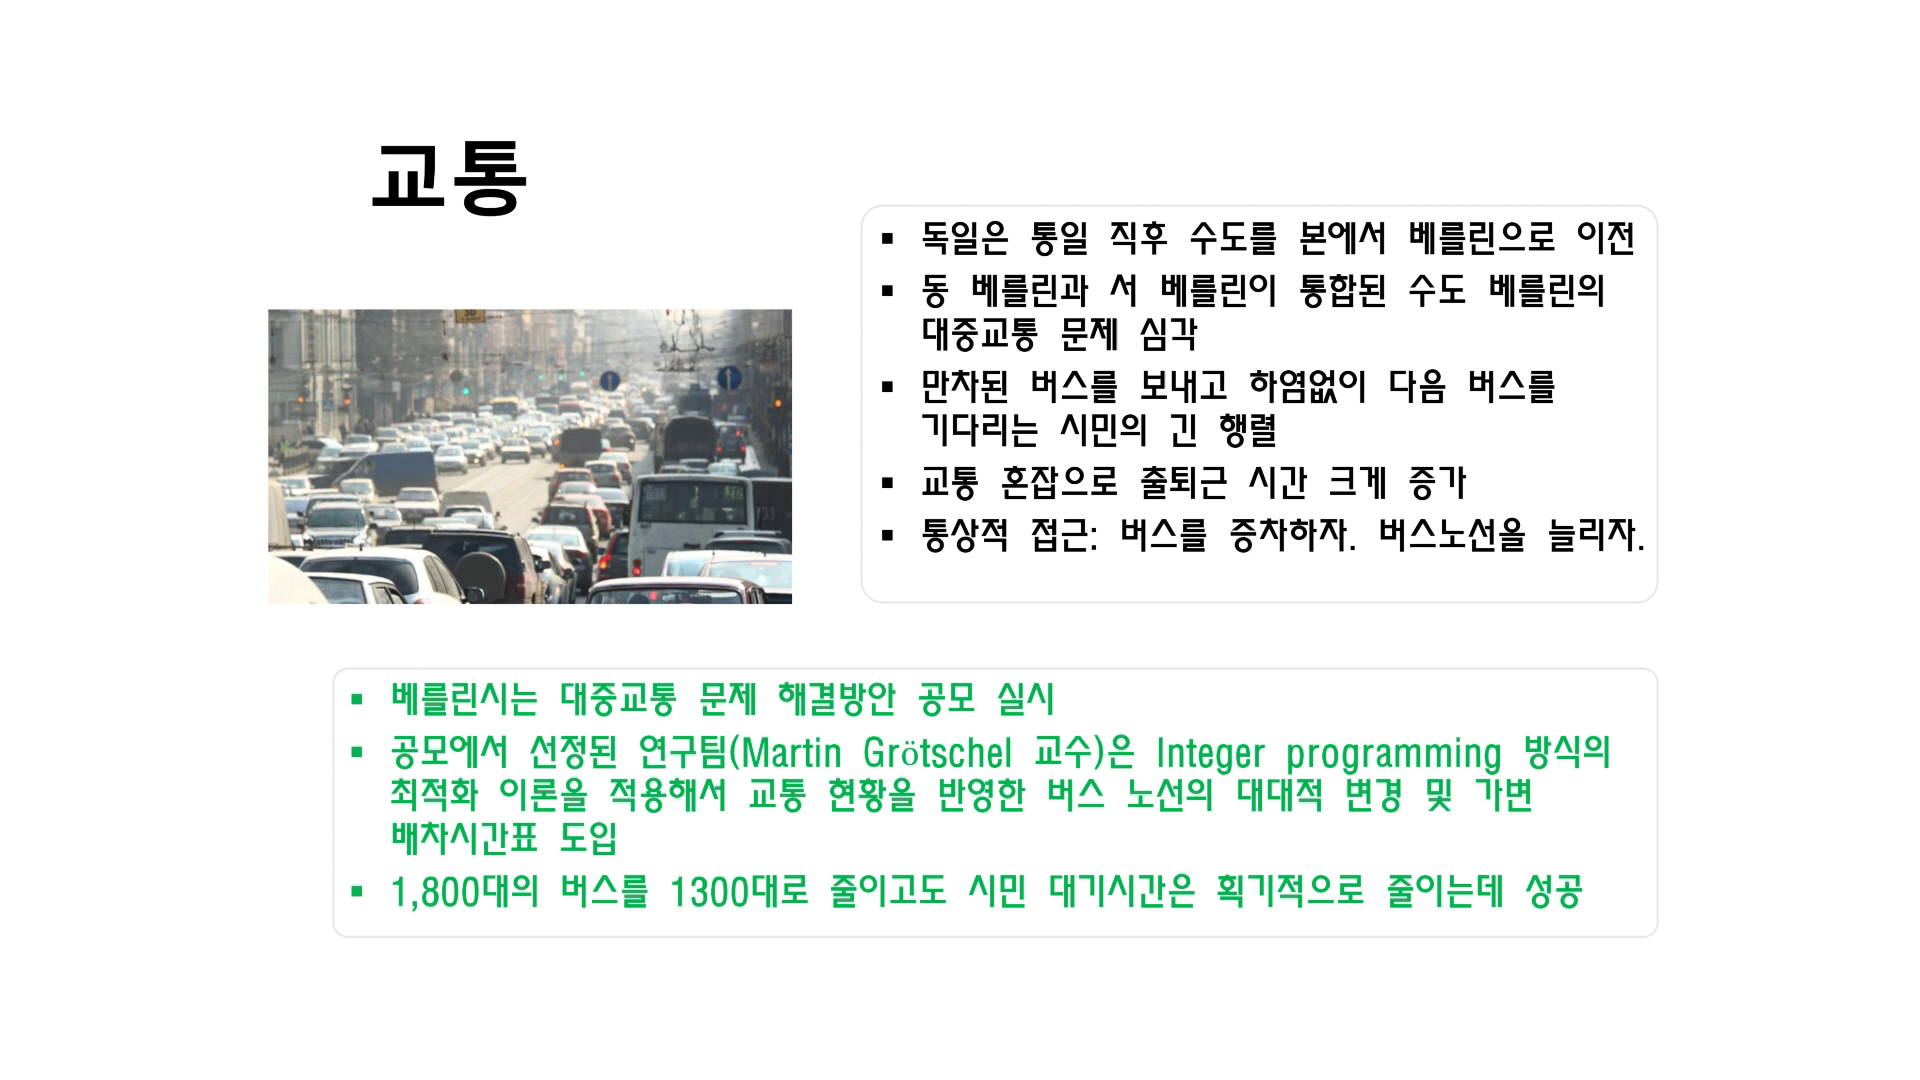 교통
30
▪ 독일은 통일 직후 수도를 본에서 베를린으로 이전
▪ 동 베를린과 서 베를린이 통합된 수도 베를린의
대중교통 문제 심각
▪ 만차된 버스를 보내고 하염없이 다음 버스를
기다리는 시민의 긴 행렬
▪ 교통 혼잡으로 출퇴근 시간 크게 증가
▪ 통상적 접근: 버스를 증차하자. 버스노선을 늘리자.
▪ 베를린시는 대중교통 문제 해결방안 공모 실시
▪ 공모에서 선정된 연구팀(Martin Grötschel 교수)은 Integer programming 방식의
최적화 이론을 적용해서 교통 현황을 반영한 버스 노선의 대대적 변경 및 가변
배차시간표 도입
▪ 1,800대의 버스를 1300대로 줄이고도 시민 대기시간은 획기적으로 줄이는데 성공